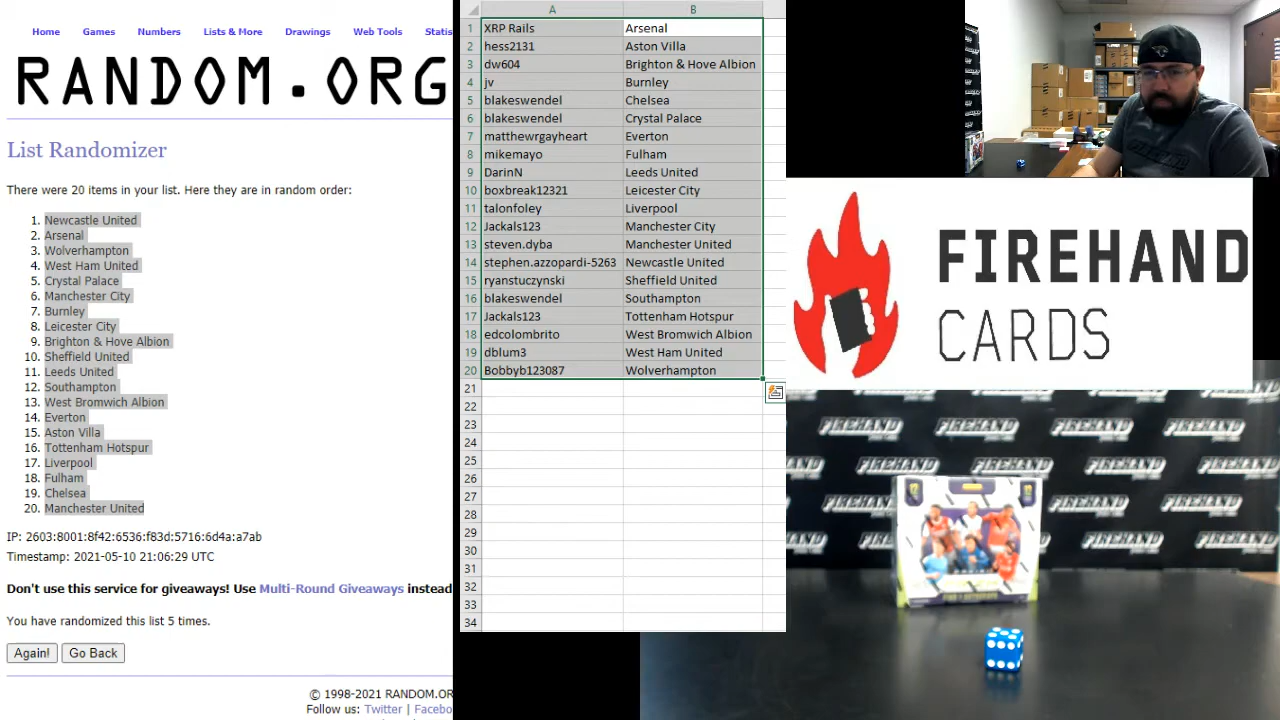 Home Games Numbers Lists & More Drawings Web Tools Statis
RANDOM.ORG
List Randomizer
There were 20 items in your list. Here they are in random order:
1. Newcastle United
2. Arsenal
3. Wolverhampton
4. West Ham United
5. Crystal Palace
6. Manchester City
7. Burnley
8. Leicester City
9. Brighton & Hove Albion
10. Sheffield United
11. Leeds United
12. Southampton
13. West Bromwich Albion
14. Everton
15. Aston Villa
16. Tottenham Hotspur
17. Liverpool
18. Fulham
19. Chelsea
20. Manchester United
IP: 2603:8001:8f42:6536:f83d:5716:6d4a:a7ab
Timestamp: 2021-05-10 21:06:29 UTC
Don't use this service for giveaways! Use Multi-Round Giveaways instead
You have randomized this list 5 times.
Again! Go Back
© 1998-2021 RANDOM.OR
Follow us: Twitter | Facebo
A B
1 XRP Rails Arsenal
2 hess2131 Aston Villa
3 dw604 Brighton & Hove Albion
4 jv Burnley
5 blakeswendel Chelsea
6 blakeswendel Crystal Palace
7 matthewrgayheart Everton
8 mikemayo Fulham
9 DarinN Leeds United
10 boxbreak12321 Leicester City
11 talonfoley Liverpool
12 Jackals123 Manchester City
13 steven.dyba Manchester United
14 stephen.azzopardi-5263 Newcastle United
15 ryanstuczynski Sheffield United
16 blakeswendel Southampton
17 Jackals123 Tottenham Hotspur
18 edcolombrito West Bromwich Albion
19 dblum3 West Ham United
20 Bobbyb123087 Wolverhampton
21
22
23
24
25
26
27
28
29
30
31
32
33
34
FIREHAND
CARDS
FIREHAND FIREHAND FIREHAND
FIREHAND FIREHAND FIREHAND